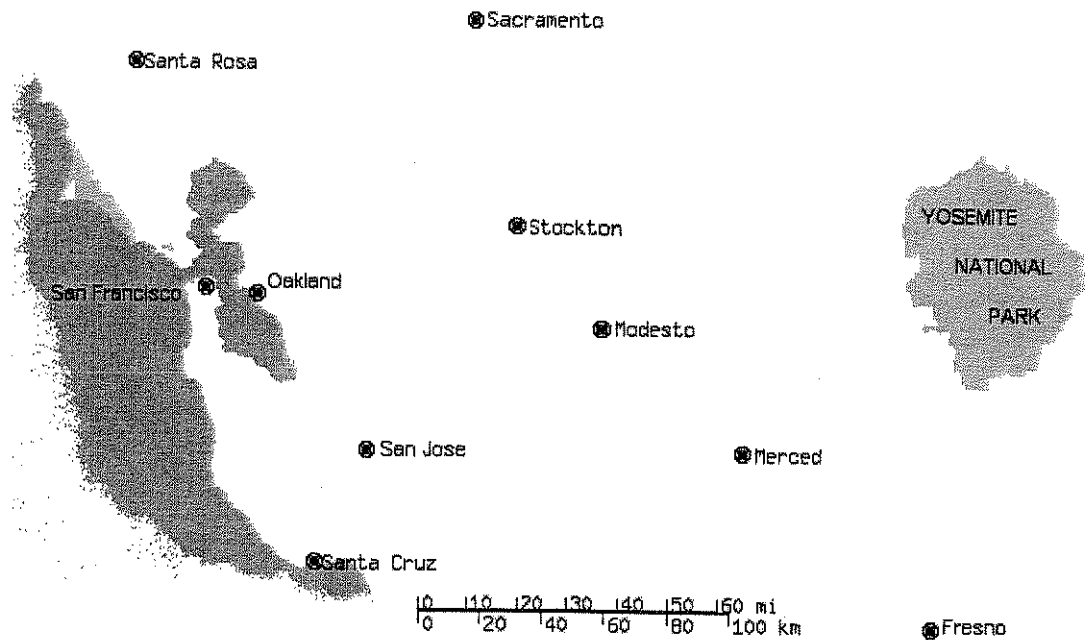 Sacramento
Santa Rosa
YOSEMITE
Stockton
NATIONAL
Oakland
San Francisco
PARK
Modesto
San Jose
Merced
Santa Cruz
0 10 20 30 40 50 60 mi
0 20 40 60 80 100 km
Fresno